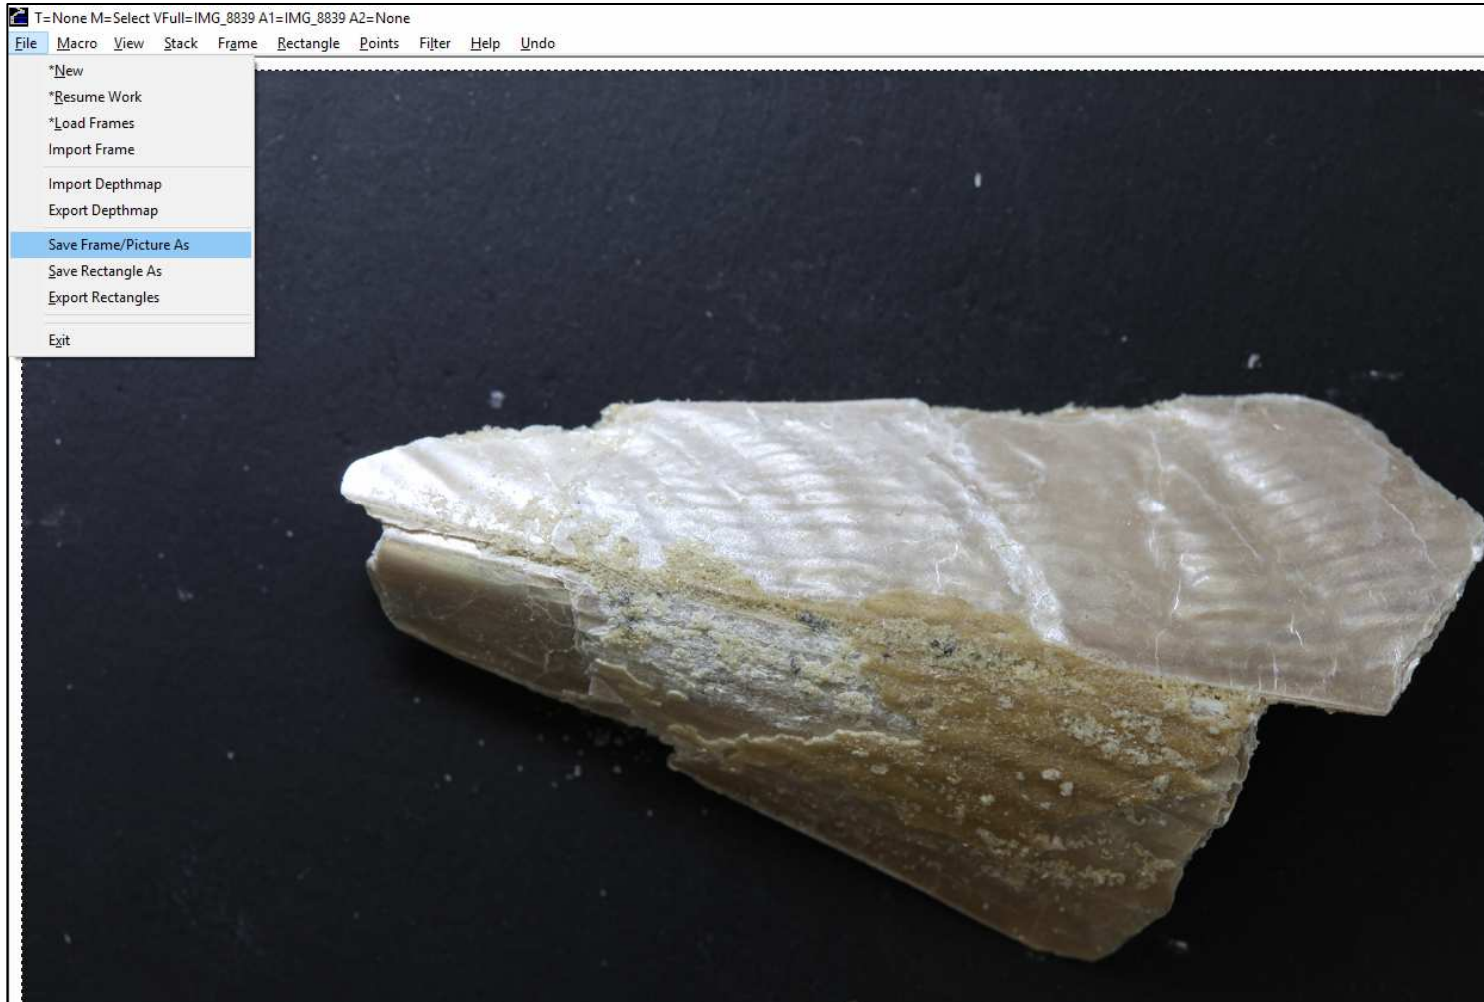 T=None M=Select VFull=IMG_8839 A1=IMG_8839 A2=None
File Macro View Stack Frame Rectangle Points Filter Help Undo
*New
*Resume Work
*Load Frames
Import Frame
Import Depthmap
Export Depthmap
Save Frame/Picture As
Save Rectangle As
Export Rectangles
Exit